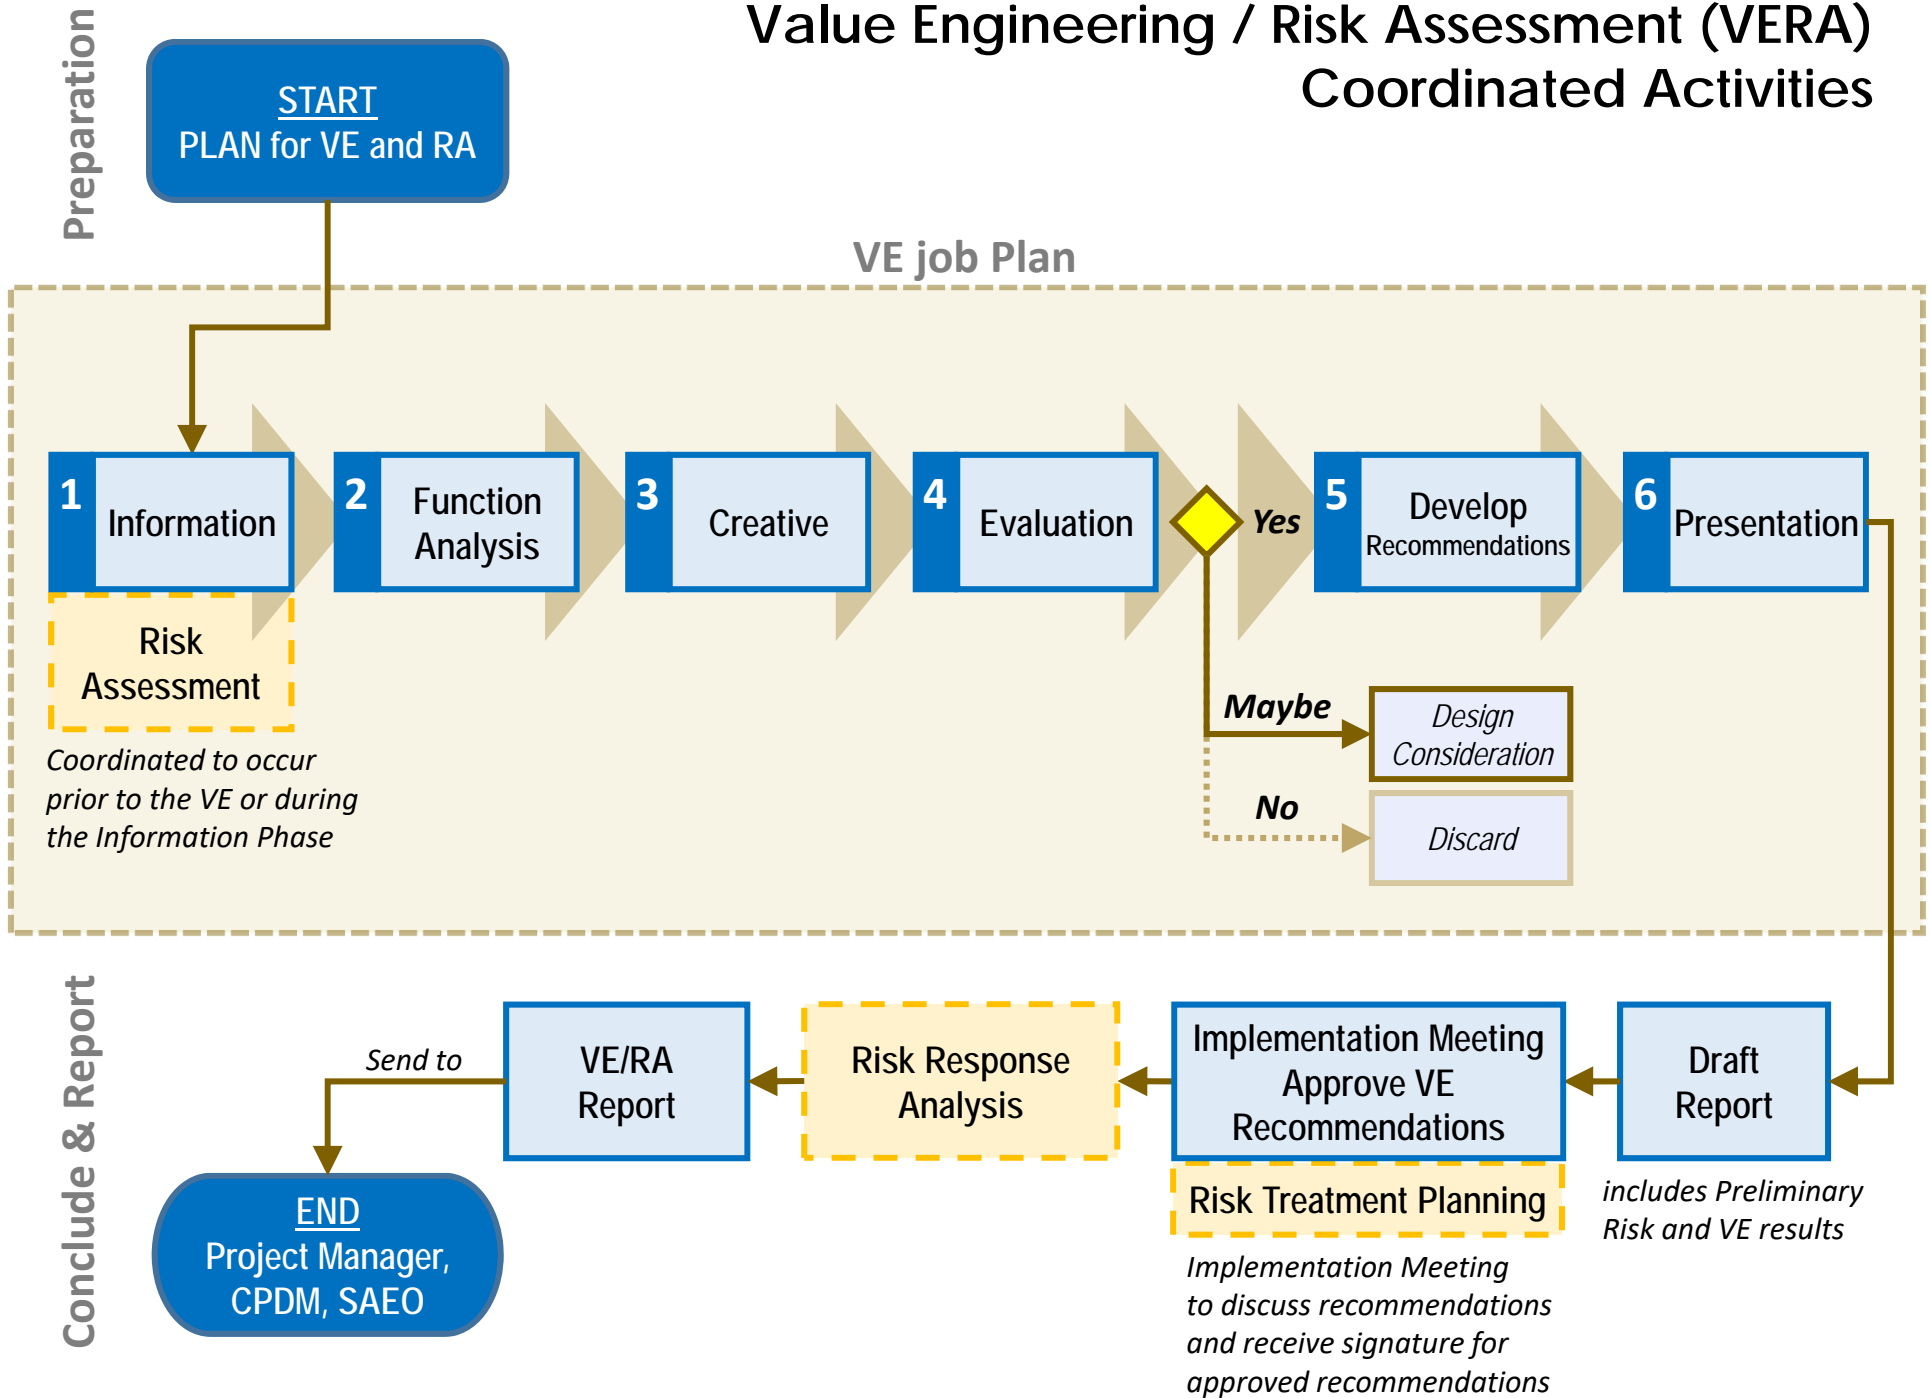 Value Engineering / Risk Assessment (VERA)
Coordinated Activities
Preparation
START
PLAN for VE and RA
VE job Plan
1
Information
2
Function
Analysis
3
Creative
4
Evaluation
Yes
5
Develop
Recommendations
6
Presentation
Risk
Assessment
Coordinated to occur
prior to the VE or during
the Information Phase
Maybe
Design
Consideration
No
Discard
Conclude & Report
Draft
Report
includes Preliminary
Risk and VE results
Implementation Meeting
Approve VE
Recommendations
Risk Treatment Planning
Implementation Meeting
to discuss recommendations
and receive signature for
approved recommendations
Risk Response
Analysis
VE/RA
Report
Send to
END
Project Manager,
CPDM, SAEO